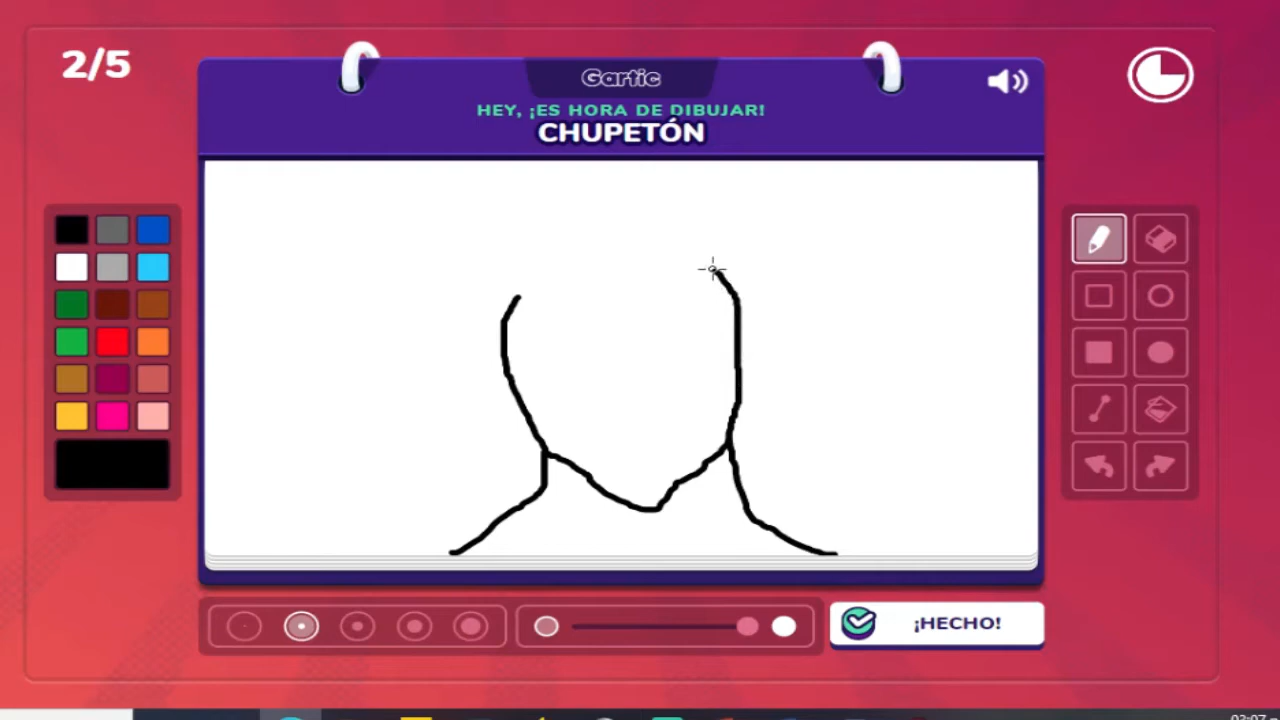 2/5
Gartic
HEY, ¡ES HORA DE DIBUJAR!
CHUPETÓN
¡HECHO!